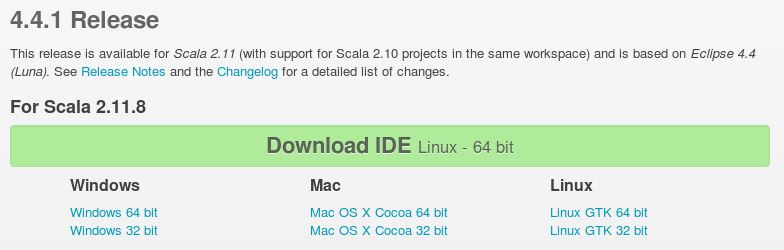 4.4.1 Release
This release is available for Scala 2.11 (with support for Scala 2.10 projects in the same workspace) and is based on Eclipse 4.4
(Luna). See Release Notes and the Changelog for a detailed list of changes.
For Scala 2.11.8
Download IDE Linux - 64 bit
Windows Mac Linux
Windows 64 bit Mac OS X Cocoa 64 bit Linux GTK 64 bit
Windows 32 bit Mac OS X Cocoa 32 bit Linux GTK 32 bit